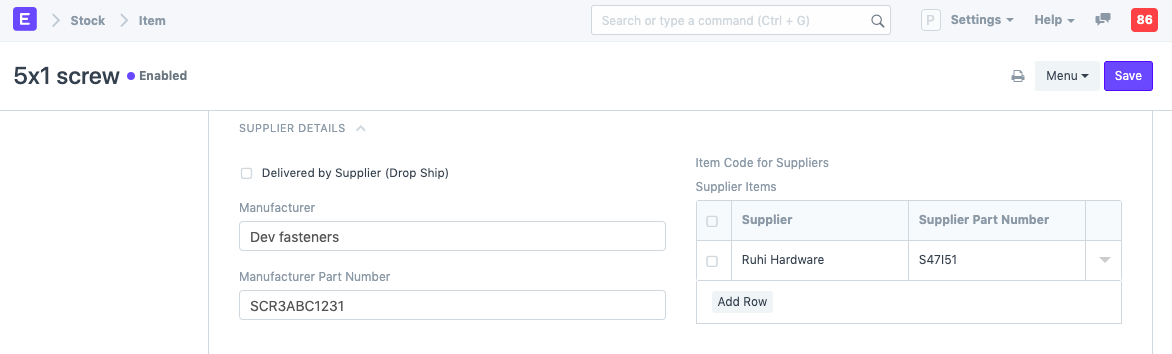 E Stock Item Search or type a command (Ctrl + G) P Settings Help 86
5x1 screw Enabled Menu Save
SUPPLIER DETAILS
Delivered by Supplier (Drop Ship)
Manufacturer
Dev fasteners
Manufacturer Part Number
SCR3ABC1231
Item Code for Suppliers
Supplier Items
Supplier Supplier Part Number
Ruhi Hardware S47I51
Add Row